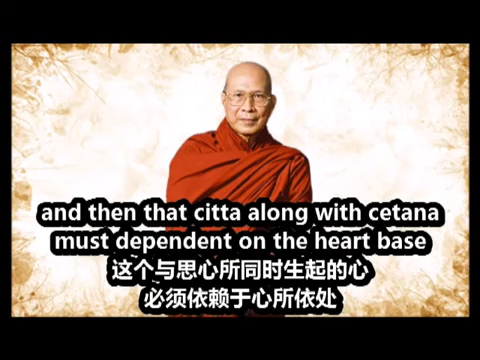 and then that citta along with cetana
must dependent on the heart base
这个与思心所同时生起的心
必须依赖于心所依处